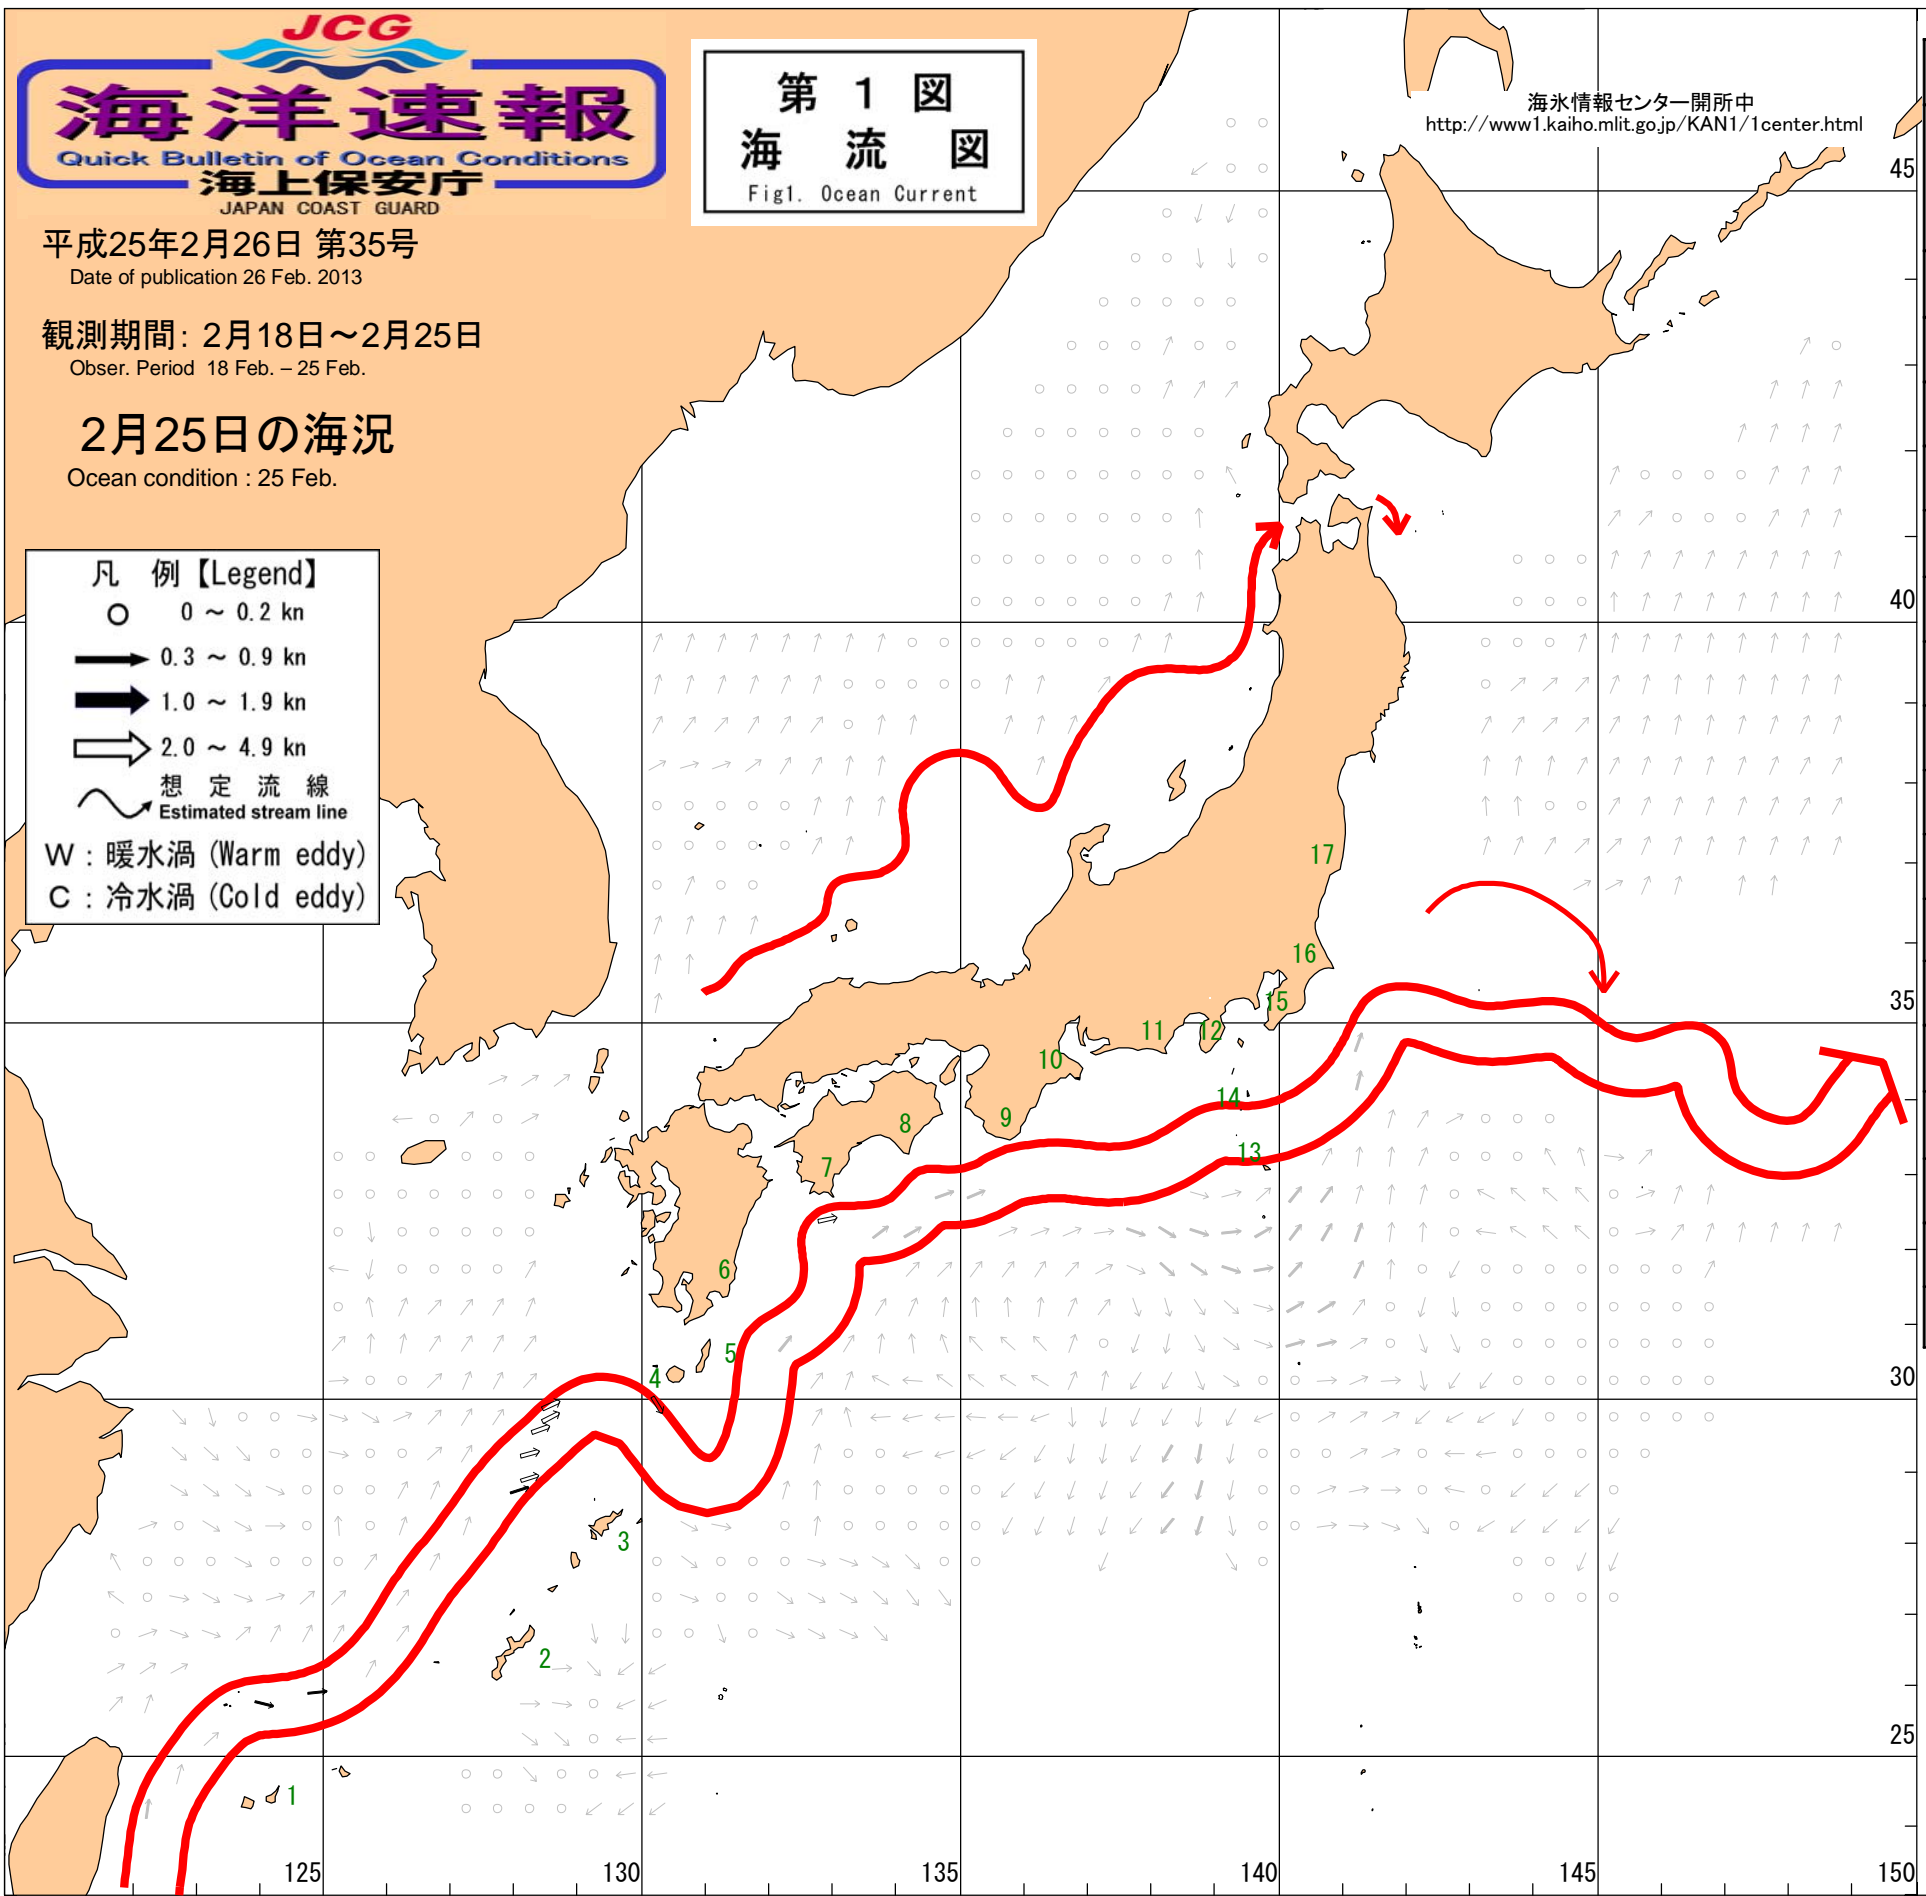 JCG
海洋速報
Quick Bulletin of Ocean Conditions
海上保安庁
JAPAN COAST GUARD
第 1 図
海 流 図
Fig1. Ocean Current
海氷情報センター開所中
http://www1.kaiho.mlit.go.jp/KAN1/1center.html
平成25年2月26日 第35号
Date of publication 26 Feb. 2013
観測期間: 2月18日～2月25日
Obser. Period 18 Feb. – 25 Feb.
2月25日の海況
Ocean condition : 25 Feb.
凡 例【Legend】
0 ～ 0.2 kn
0.3 ～ 0.9 kn
1.0 ～ 1.9 kn
2.0 ～ 4.9 kn
想 定 流 線
Estimated stream line
W : 暖水渦 (Warm eddy)
C : 冷水渦 (Cold eddy)
45
40
17
16
35
15
11
12
10
14
9
8
13
7
6
5
4
30
3
2
25
1
125
130
135
140
145
150